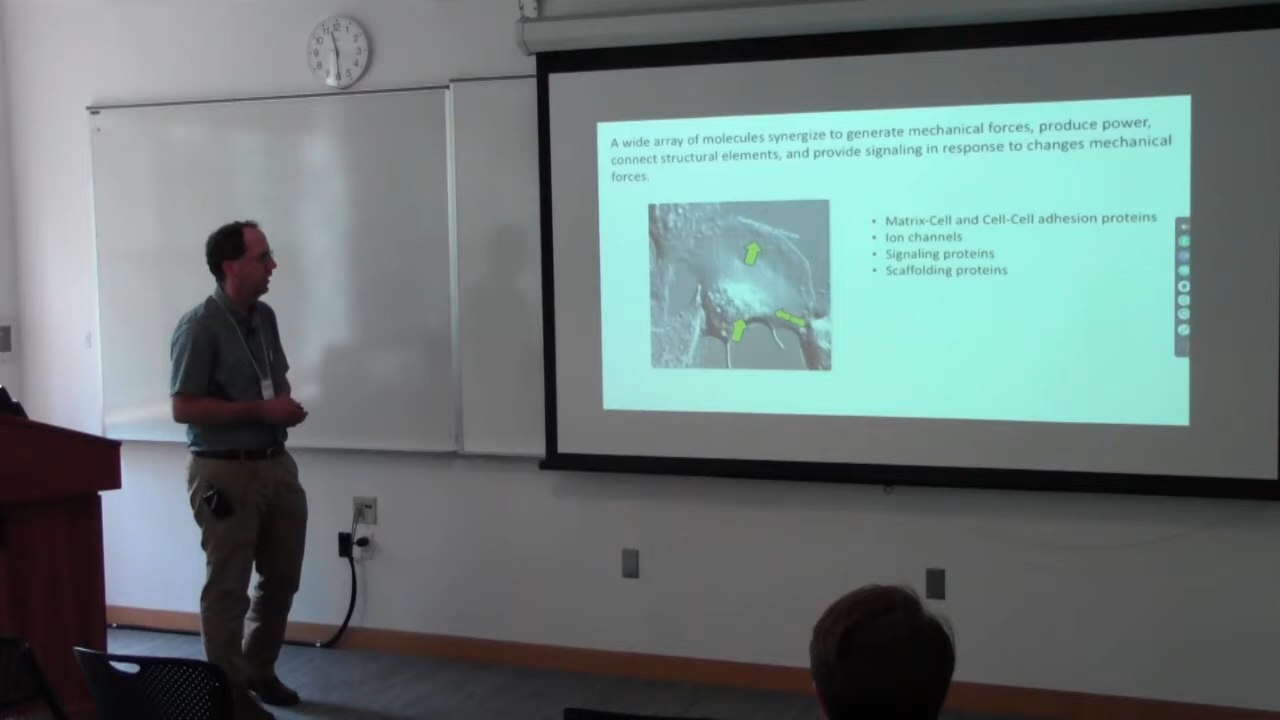 A wide array of molecules synergize to generate mechanical forces, produce power,
connect structural elements, and provide signaling in response to changes mechanical
forces.
• Matrix-Cell and Cell-Cell adhesion proteins
• Ion channels
• Signaling proteins
• Scaffolding proteins